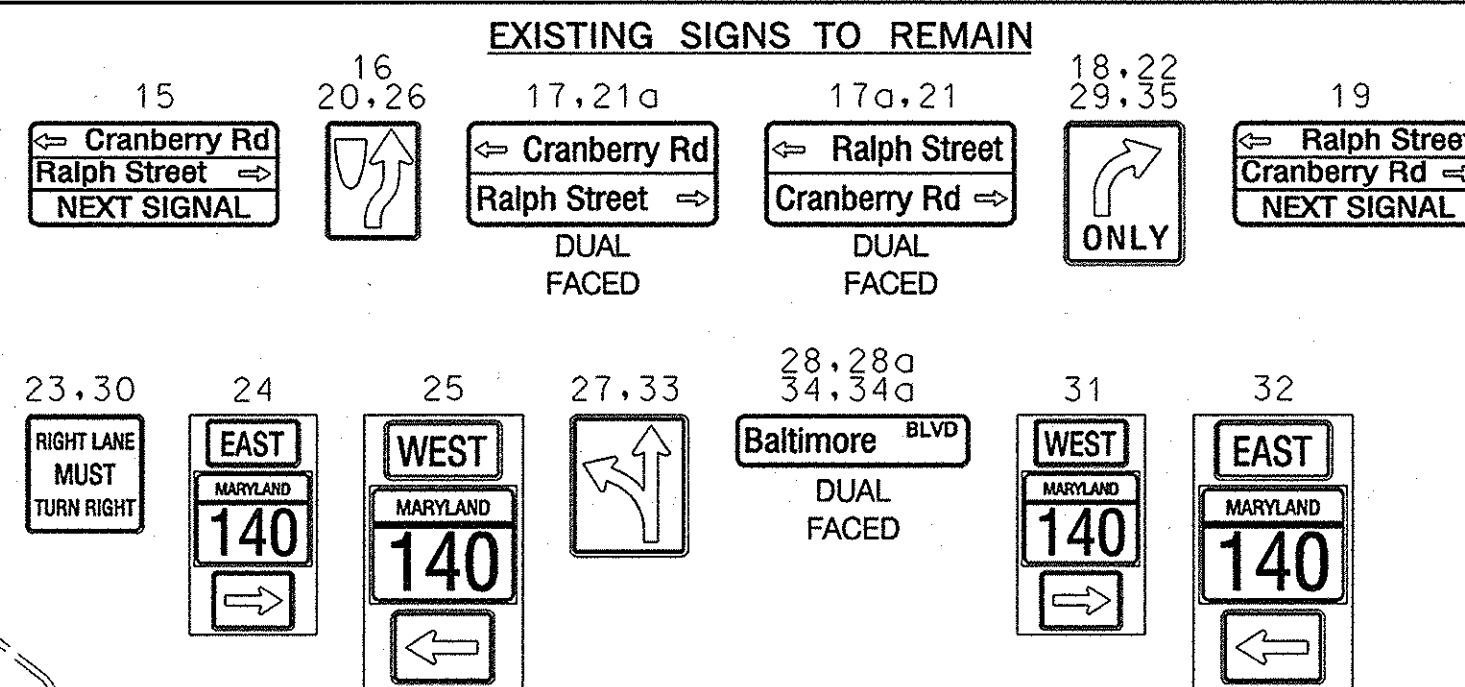 EXISTING SIGNS TO REMAIN
15
16
20,26
17,21a
17a,21
18,22
29,35
19
⇦ Cranberry Rd
Ralph Street ⇨
NEXT SIGNAL
⇦ Cranberry Rd
Ralph Street ⇨
DUAL
FACED
⇦ Ralph Street
Cranberry Rd ⇨
DUAL
FACED
ONLY
⇦ Ralph Street
Cranberry Rd ⇨
NEXT SIGNAL
23,30
24
25
27,33
28,28a
34,34a
31
32
RIGHT LANE
MUST
TURN RIGHT
EAST
MARYLAND
140
WEST
MARYLAND
140
Baltimore BLVD
DUAL
FACED
WEST
MARYLAND
140
EAST
MARYLAND
140